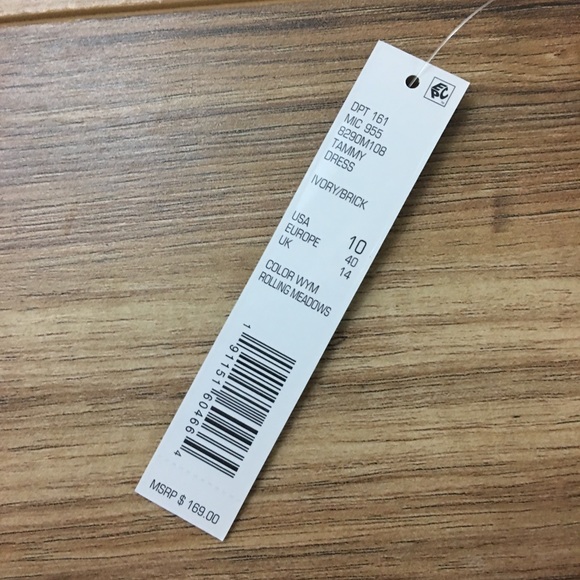 DPT 161
MIC 955
8290M108
TAMMY
DRESS
IVORY/BRICK
USA 10
EUROPE 40
UK 14
COLOR WYM
ROLLING MEADOWS
1 91151 60466 4
MSRP $ 169.00